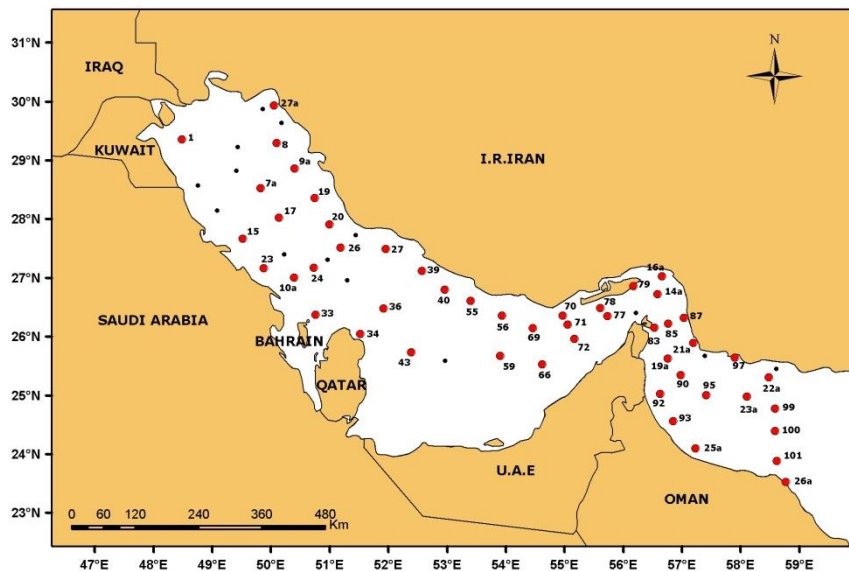 31°N
30°N
29°N
28°N
27°N
26°N
25°N
24°N
23°N
N
IRAQ
KUWAIT
I.R.IRAN
SAUDI ARABIA
BAHRAIN
QATAR
U.A.E
OMAN
27a
1
8
9a
7a
19
17
20
15
26
27
23
24
10a
39
16a
79
14a
40
55
36
33
70
78
56
71
77
87
69
83
85
34
72
21a
43
59
66
19a
97
90
22a
92
95
23a
99
93
100
25a
101
26a
0 60 120 240 360 480
Km
47°E 48°E 49°E 50°E 51°E 52°E 53°E 54°E 55°E 56°E 57°E 58°E 59°E